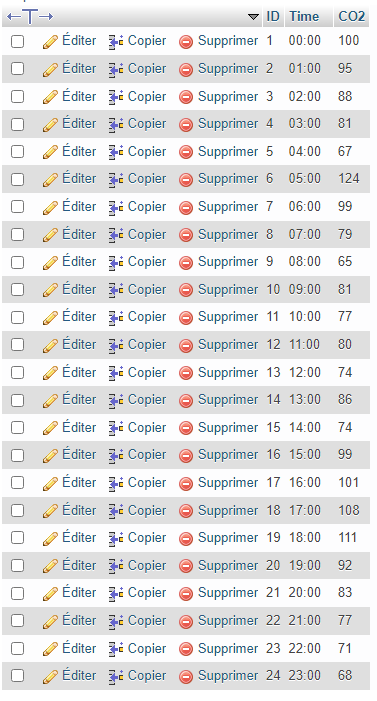 ID Time CO2
Éditer Copier Supprimer 1 00:00 100
Éditer Copier Supprimer 2 01:00 95
Éditer Copier Supprimer 3 02:00 88
Éditer Copier Supprimer 4 03:00 81
Éditer Copier Supprimer 5 04:00 67
Éditer Copier Supprimer 6 05:00 124
Éditer Copier Supprimer 7 06:00 99
Éditer Copier Supprimer 8 07:00 79
Éditer Copier Supprimer 9 08:00 65
Éditer Copier Supprimer 10 09:00 81
Éditer Copier Supprimer 11 10:00 77
Éditer Copier Supprimer 12 11:00 80
Éditer Copier Supprimer 13 12:00 74
Éditer Copier Supprimer 14 13:00 86
Éditer Copier Supprimer 15 14:00 74
Éditer Copier Supprimer 16 15:00 99
Éditer Copier Supprimer 17 16:00 101
Éditer Copier Supprimer 18 17:00 108
Éditer Copier Supprimer 19 18:00 111
Éditer Copier Supprimer 20 19:00 92
Éditer Copier Supprimer 21 20:00 83
Éditer Copier Supprimer 22 21:00 77
Éditer Copier Supprimer 23 22:00 71
Éditer Copier Supprimer 24 23:00 68